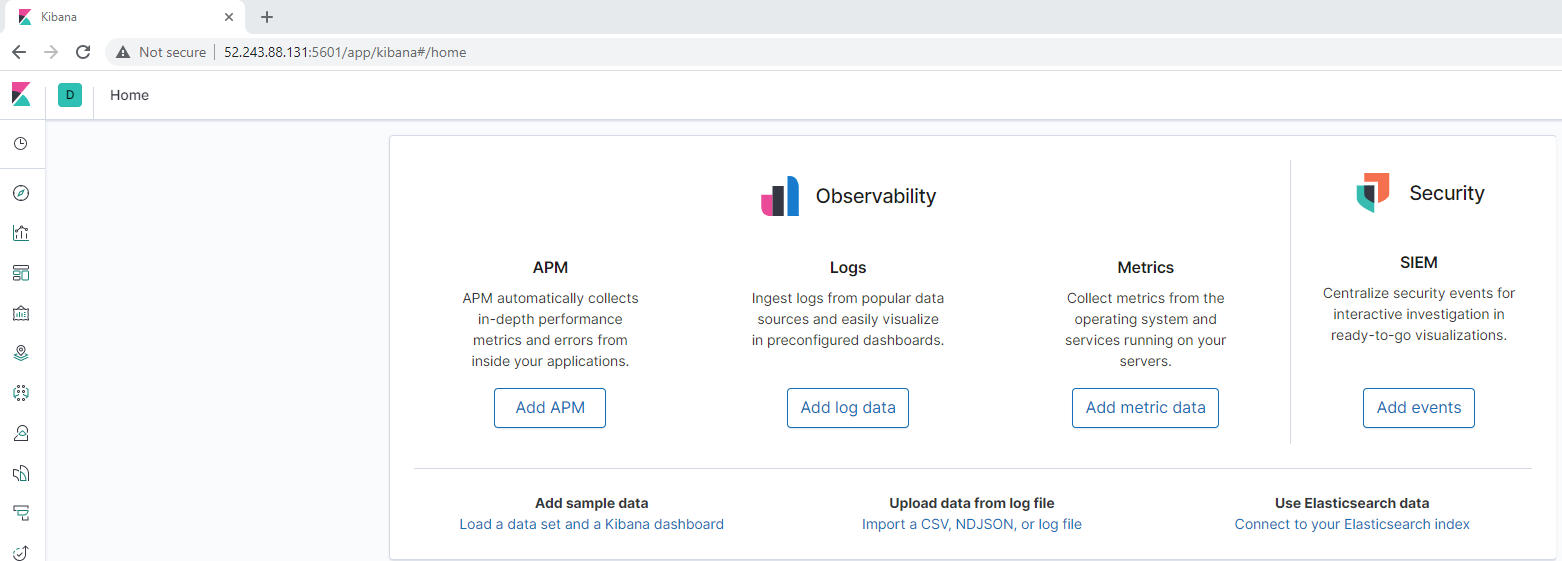 Kibana
Not secure 52.243.88.131:5601/app/kibana#/home
D Home
Observability
APM
APM automatically collects
in-depth performance
metrics and errors from
inside your applications.
Add APM
Logs
Ingest logs from popular data
sources and easily visualize
in preconfigured dashboards.
Add log data
Metrics
Collect metrics from the
operating system and
services running on your
servers.
Add metric data
Security
SIEM
Centralize security events for
interactive investigation in
ready-to-go visualizations.
Add events
Add sample data
Load a data set and a Kibana dashboard
Upload data from log file
Import a CSV, NDJSON, or log file
Use Elasticsearch data
Connect to your Elasticsearch index